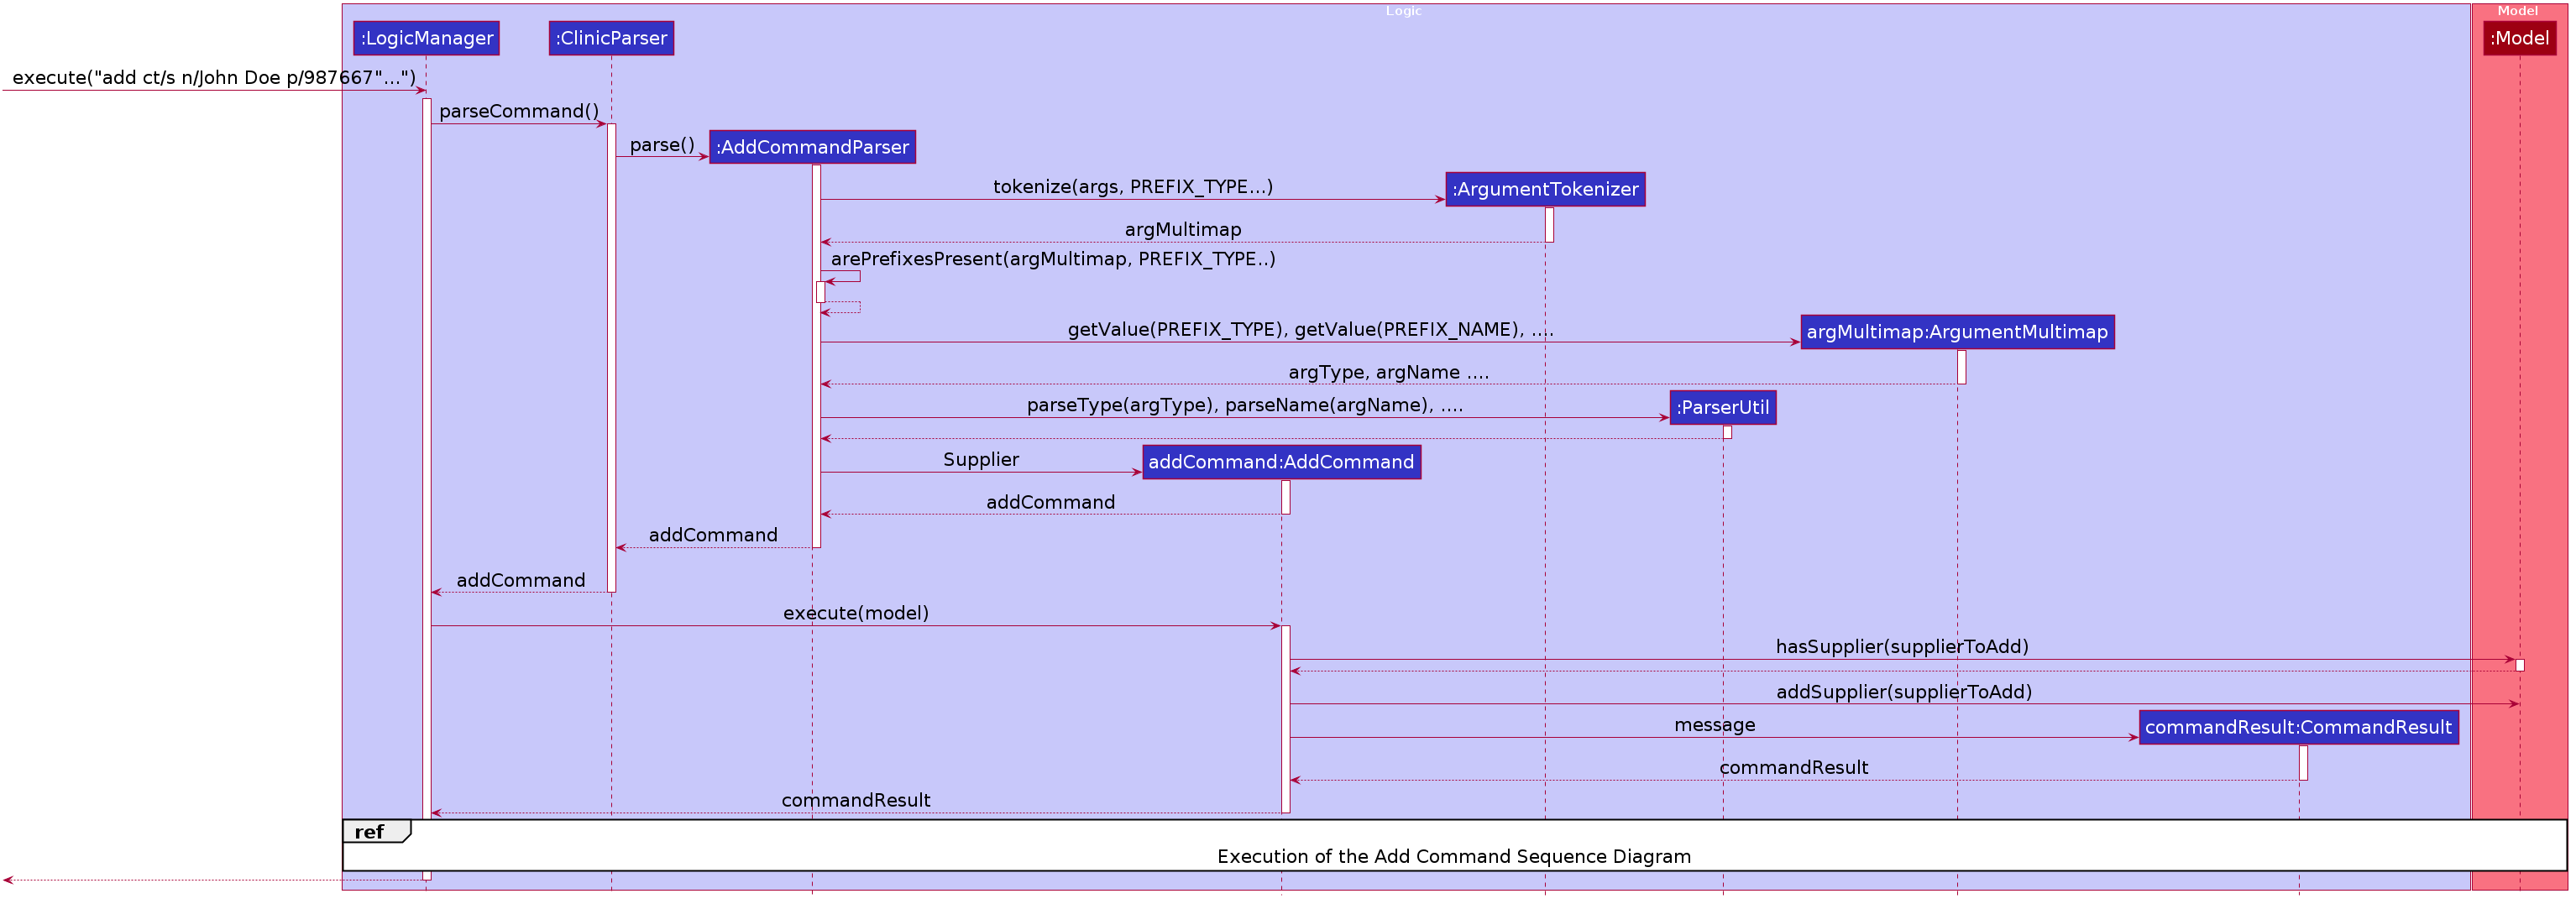 Logic
Model
:LogicManager
:ClinicParser
:Model
execute("add ct/s n/John Doe p/987667"...")
parseCommand()
parse()
:AddCommandParser
tokenize(args, PREFIX_TYPE...)
:ArgumentTokenizer
argMultimap
arePrefixesPresent(argMultimap, PREFIX_TYPE..)
getValue(PREFIX_TYPE), getValue(PREFIX_NAME), ....
argMultimap:ArgumentMultimap
argType, argName ....
parseType(argType), parseName(argName), ....
:ParserUtil
Supplier
addCommand:AddCommand
addCommand
addCommand
addCommand
execute(model)
hasSupplier(supplierToAdd)
addSupplier(supplierToAdd)
message
commandResult:CommandResult
commandResult
commandResult
ref
Execution of the Add Command Sequence Diagram